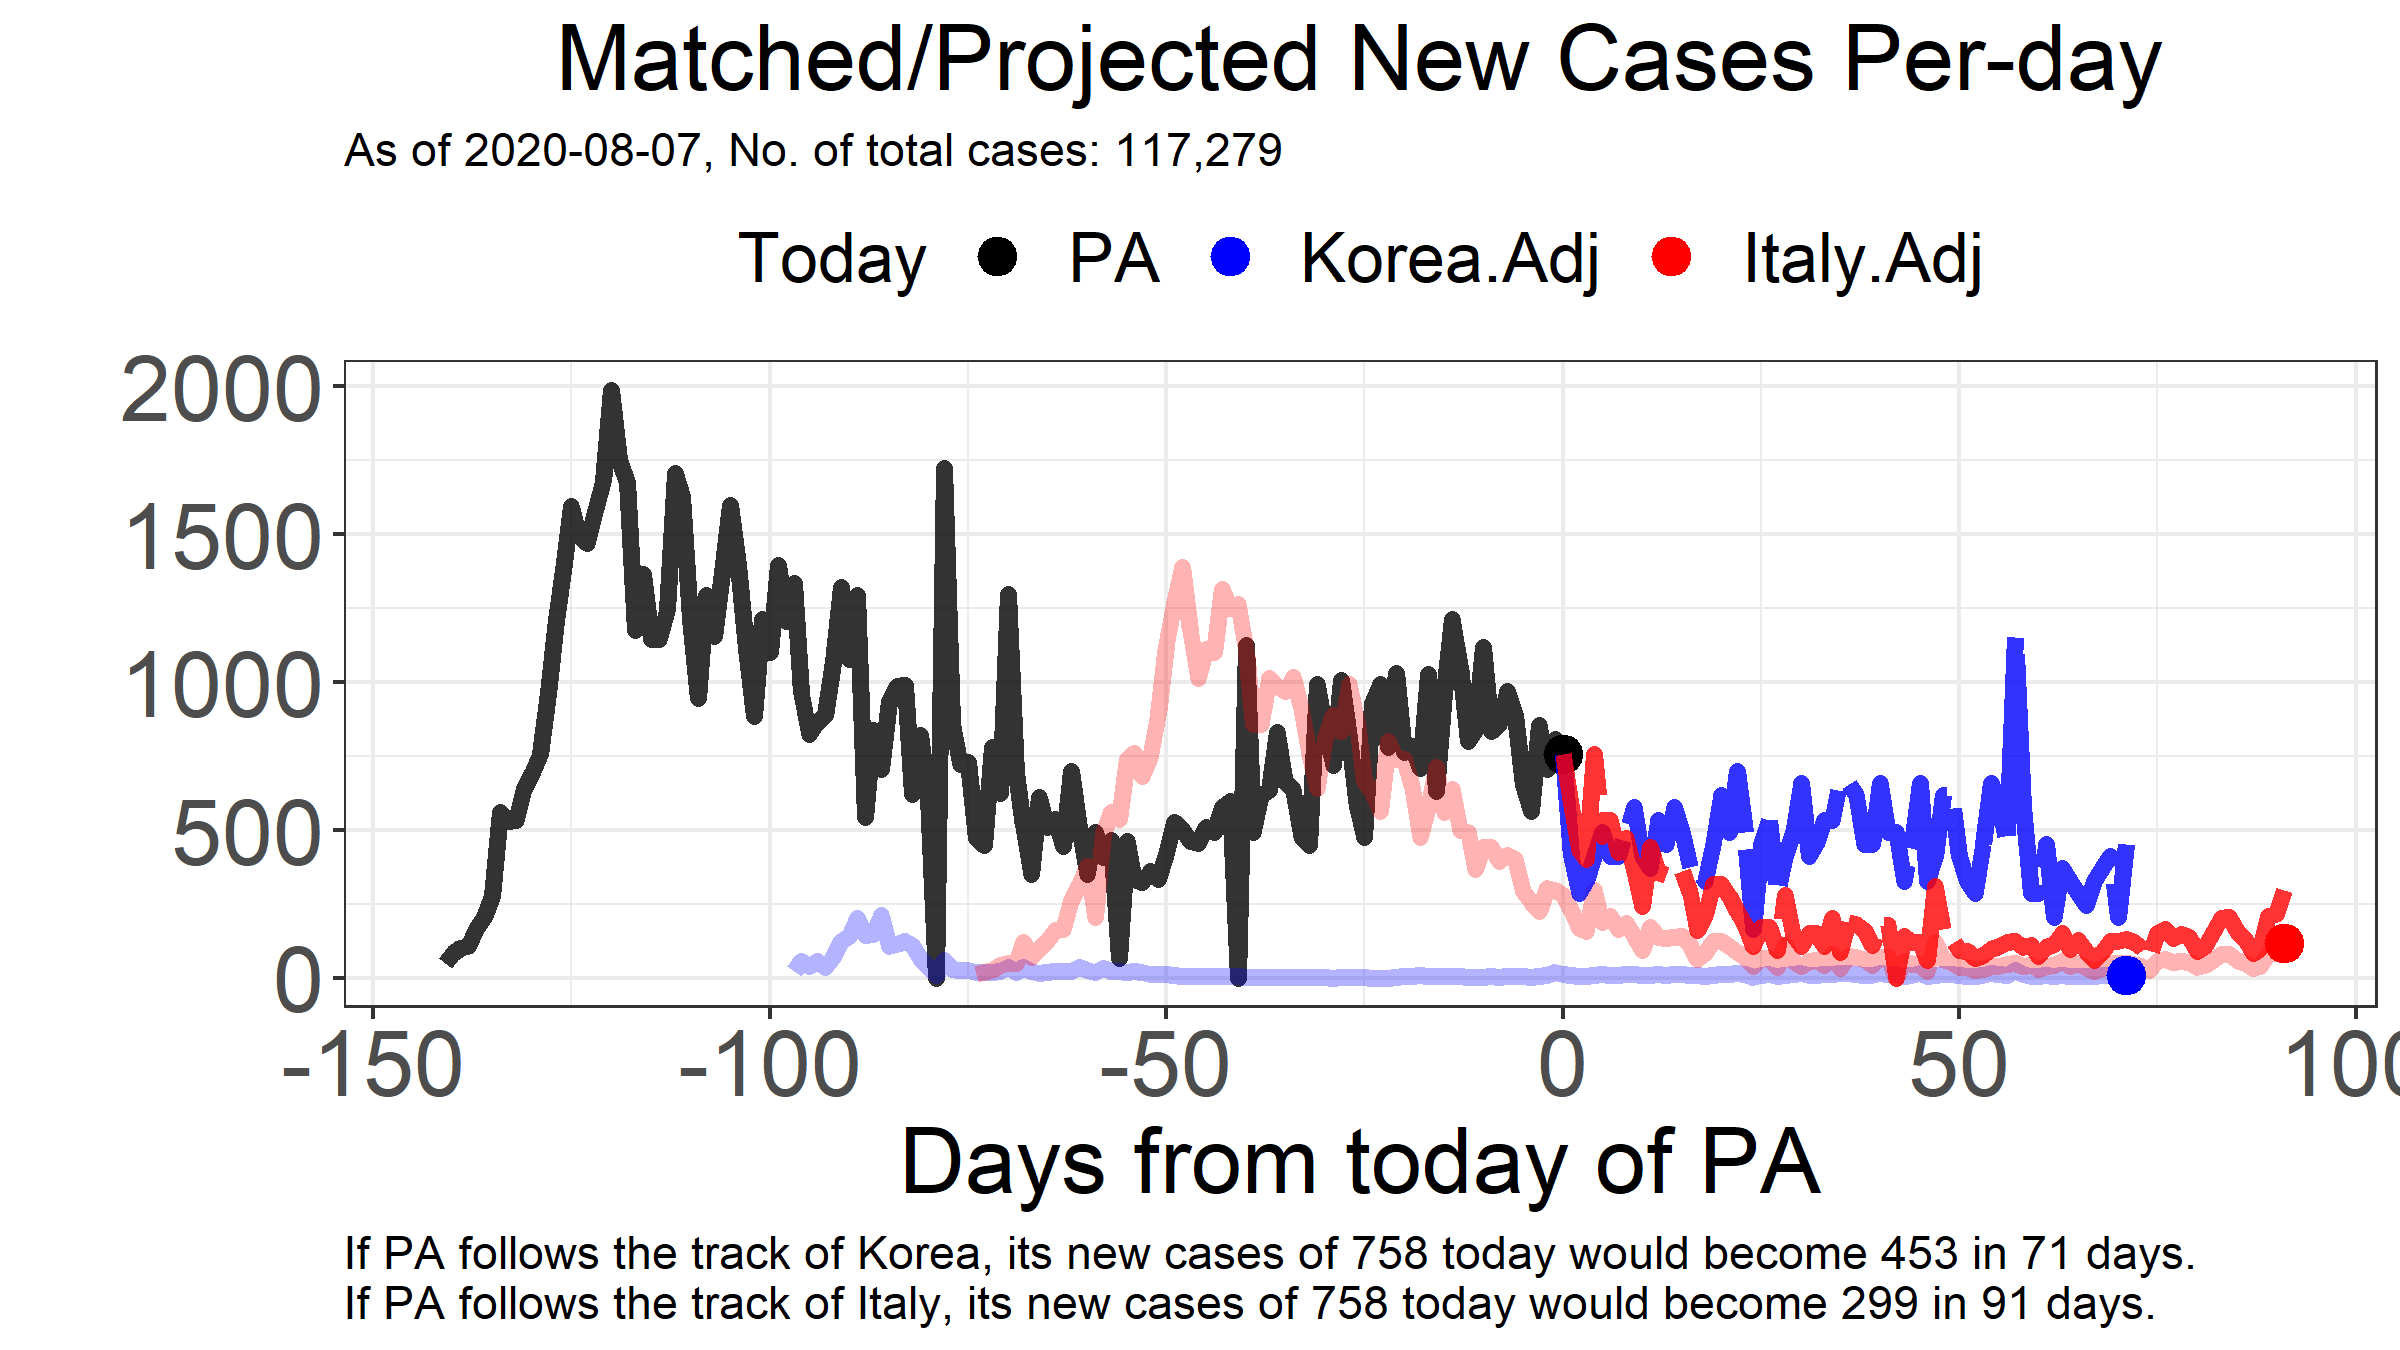 Matched/Projected New Cases Per-day
As of 2020-08-07, No. of total cases: 117,279
Today PA Korea.Adj Italy.Adj
2000
1500
1000
500
0
-150 -100 -50 0 50 100
Days from today of PA
If PA follows the track of Korea, its new cases of 758 today would become 453 in 71 days.
If PA follows the track of Italy, its new cases of 758 today would become 299 in 91 days.